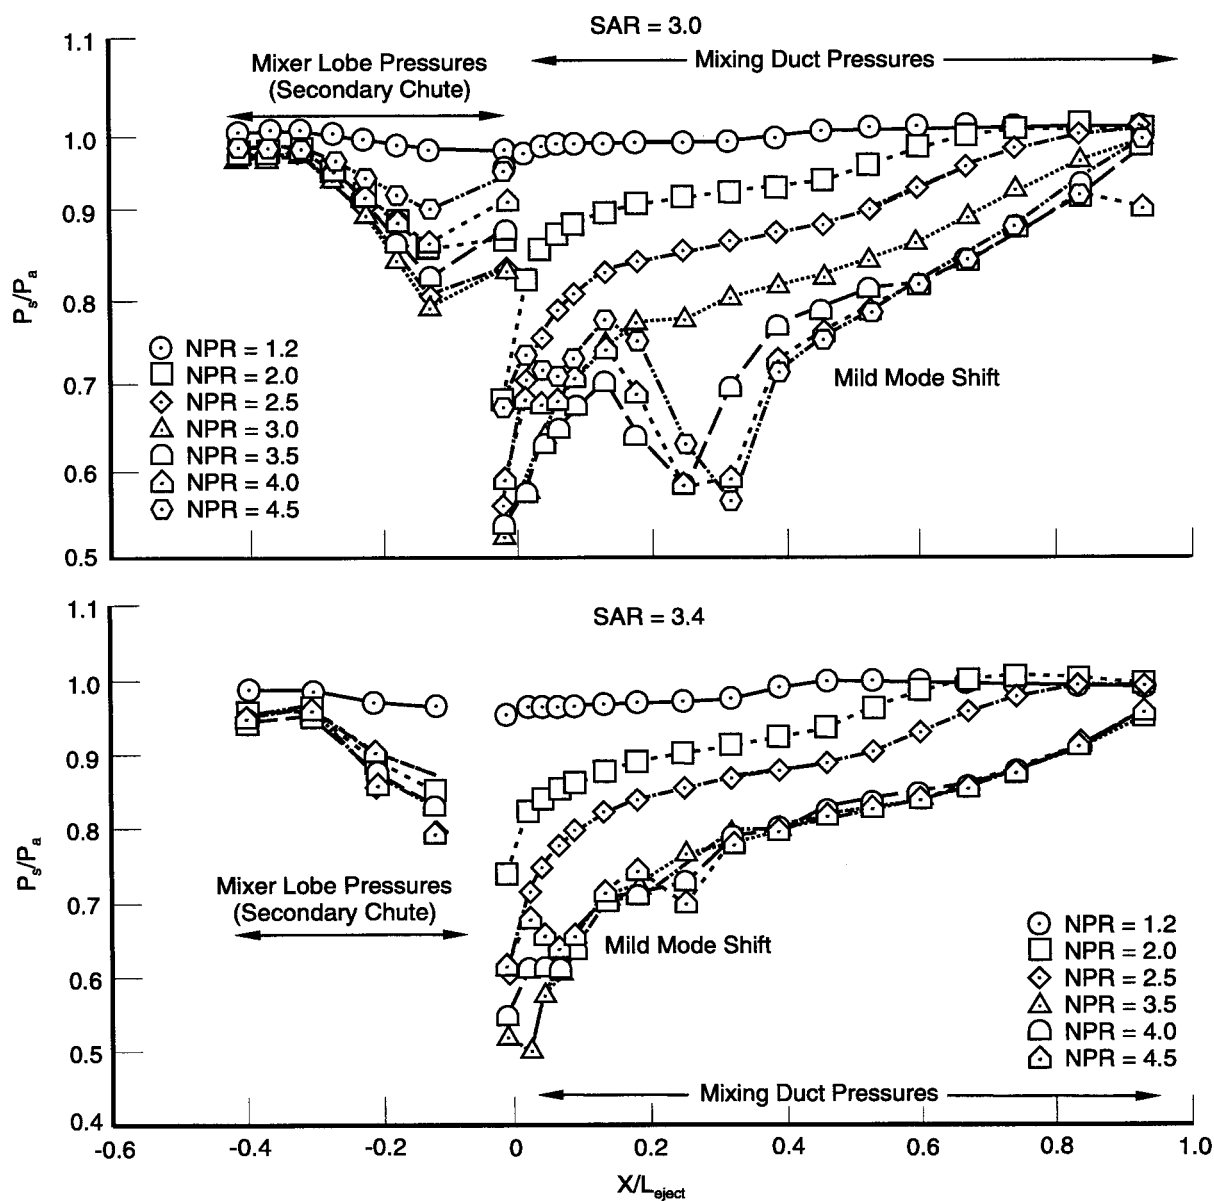 SAR = 3.0
1.1
1.0
0.9
0.8
0.7
0.6
0.5
Ps/Pa
Mixer Lobe Pressures
(Secondary Chute)
Mixing Duct Pressures
NPR = 1.2
NPR = 2.0
NPR = 2.5
NPR = 3.0
NPR = 3.5
NPR = 4.0
NPR = 4.5
Mild Mode Shift
SAR = 3.4
1.1
1.0
0.9
0.8
0.7
0.6
0.5
0.4
Ps/Pa
Mixer Lobe Pressures
(Secondary Chute)
Mild Mode Shift
NPR = 1.2
NPR = 2.0
NPR = 2.5
NPR = 3.5
NPR = 4.0
NPR = 4.5
Mixing Duct Pressures
-0.6 -0.4 -0.2 0 0.2 0.4 0.6 0.8 1.0
X/Leject